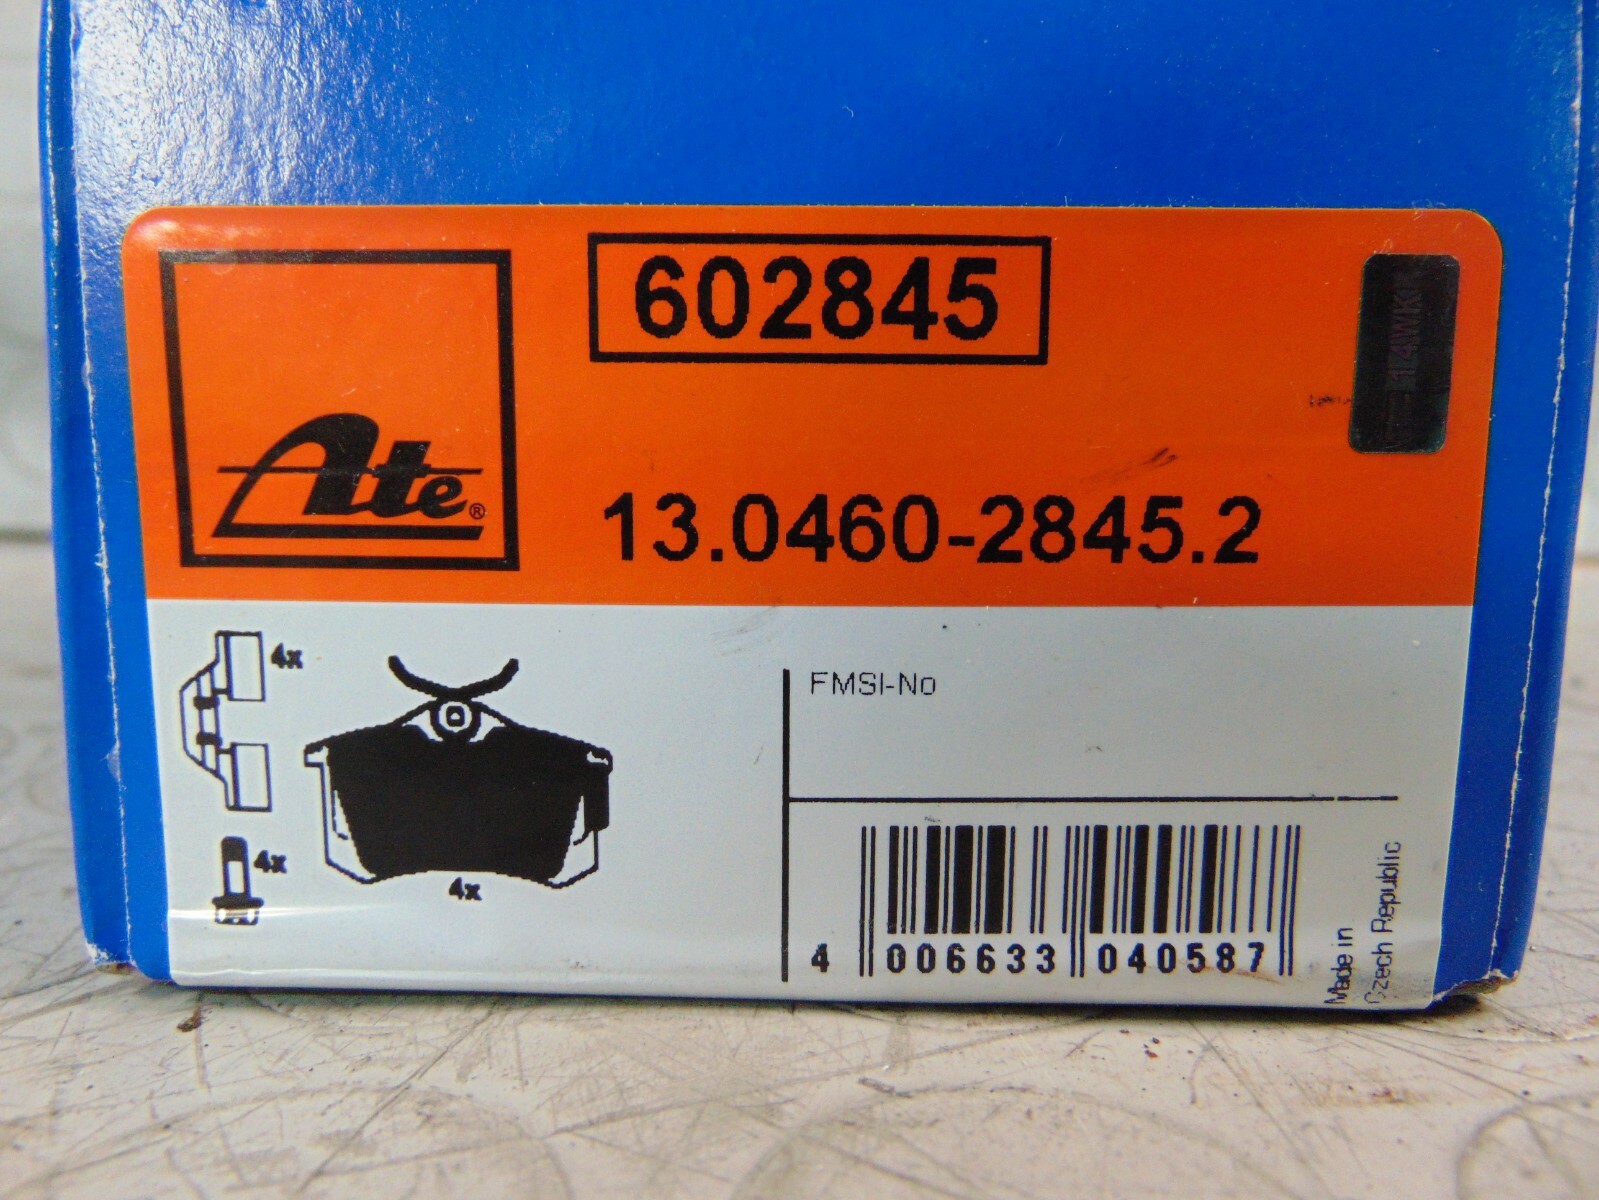 602845
Ate®
13.0460-2845.2
4x
4x
4x
FMSI-No
4 006633 040587
Made in
Czech Republic